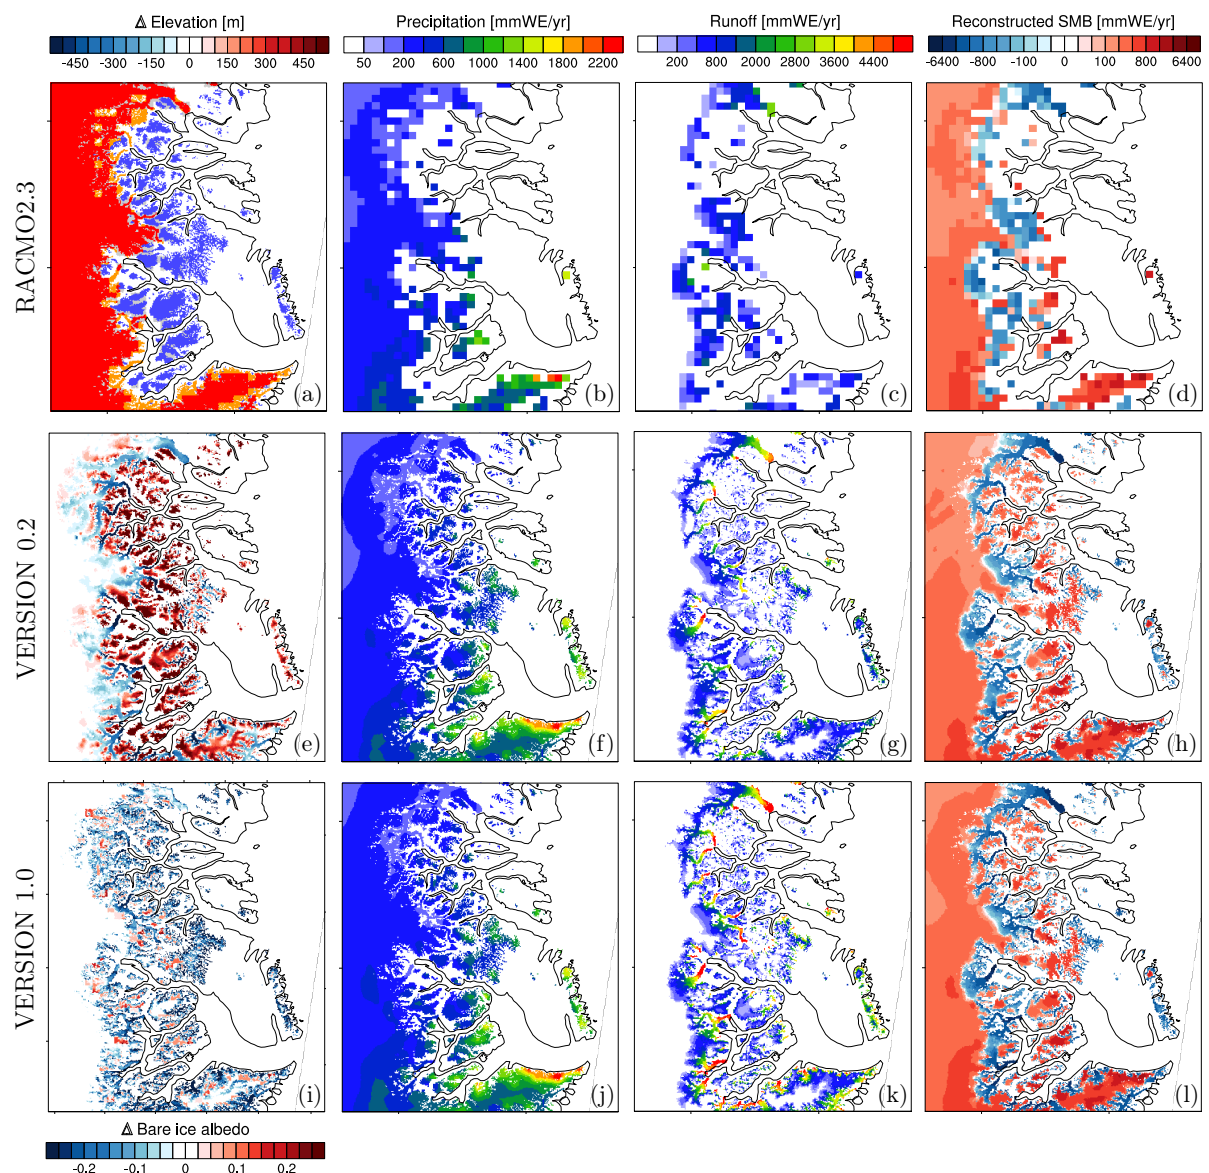 Δ Elevation [m]
Precipitation [mmWE/yr]
Runoff [mmWE/yr]
Reconstructed SMB [mmWE/yr]
-450 -300 -150 0 150 300 450
50 200 600 1000 1400 1800 2200
200 800 2000 2800 3600 4400
-6400 -800 -100 0 100 800 6400
RACMO2.3
(a)
(b)
(c)
(d)
VERSION 0.2
(e)
(f)
(g)
(h)
VERSION 1.0
(i)
(j)
(k)
(l)
Δ Bare ice albedo
-0.2 -0.1 0 0.1 0.2